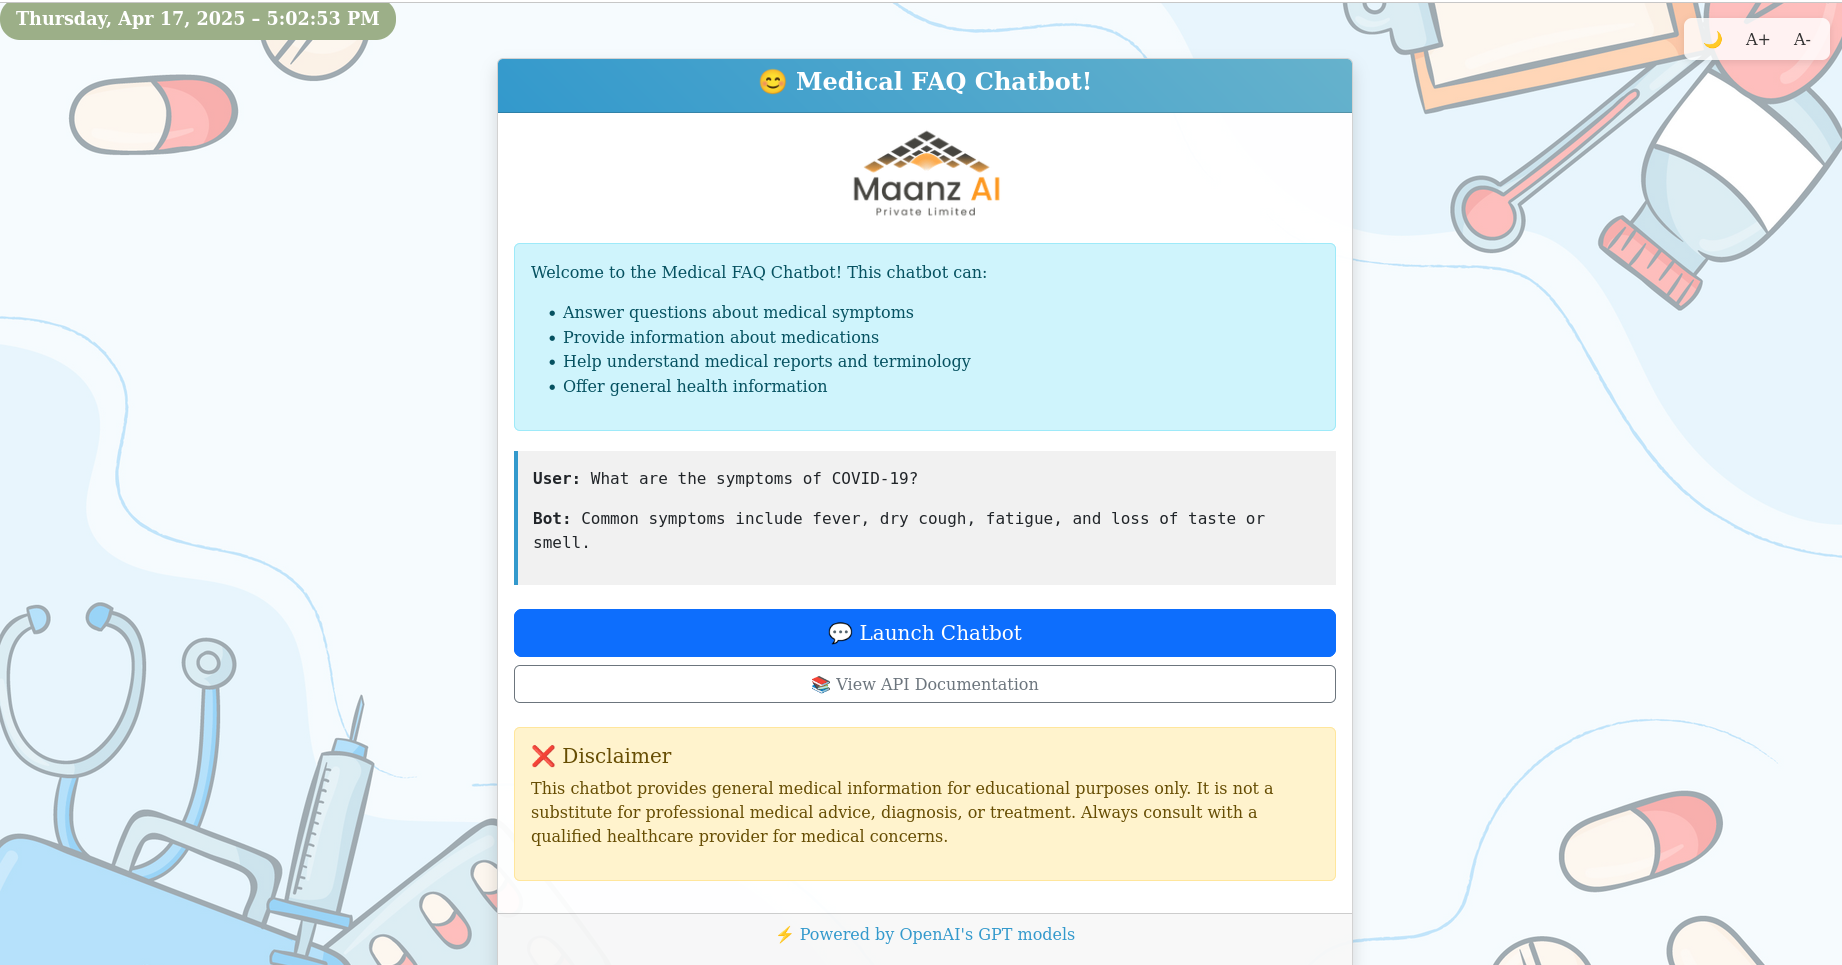 Thursday, Apr 17, 2025 – 5:02:53 PM
🌙 A+ A-
😊 Medical FAQ Chatbot!
Maanz AI
Private Limited
Welcome to the Medical FAQ Chatbot! This chatbot can:
• Answer questions about medical symptoms
• Provide information about medications
• Help understand medical reports and terminology
• Offer general health information
User: What are the symptoms of COVID-19?
Bot: Common symptoms include fever, dry cough, fatigue, and loss of taste or
smell.
💬 Launch Chatbot
📚 View API Documentation
❌ Disclaimer
This chatbot provides general medical information for educational purposes only. It is not a
substitute for professional medical advice, diagnosis, or treatment. Always consult with a
qualified healthcare provider for medical concerns.
⚡ Powered by OpenAI's GPT models